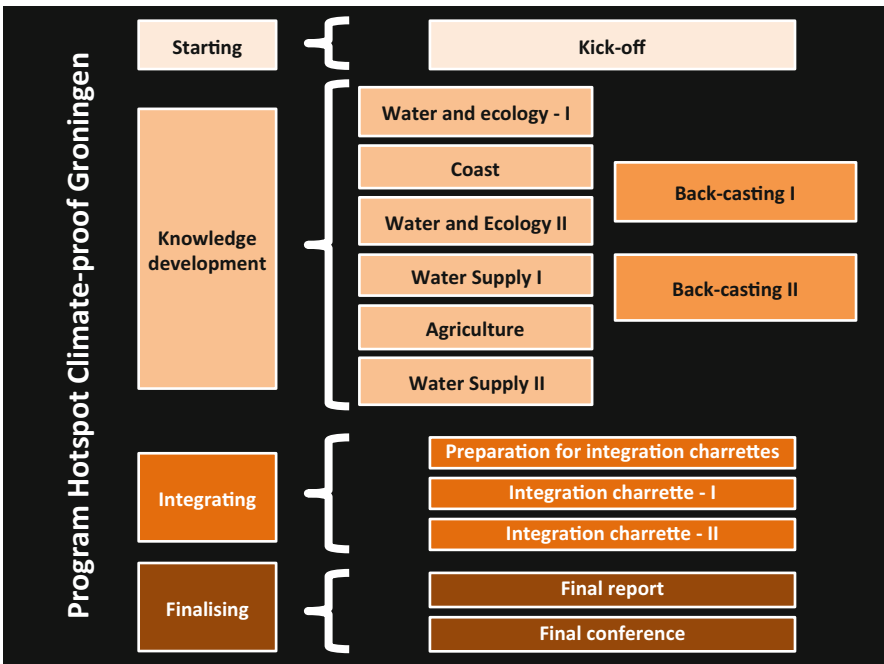 Program Hotspot Climate-proof Groningen
Starting
Kick-off
Knowledge
development
Water and ecology - I
Coast
Water and Ecology II
Water Supply I
Agriculture
Water Supply II
Back-casting I
Back-casting II
Integrating
Preparation for integration charrettes
Integration charrette - I
Integration charrette - II
Finalising
Final report
Final conference